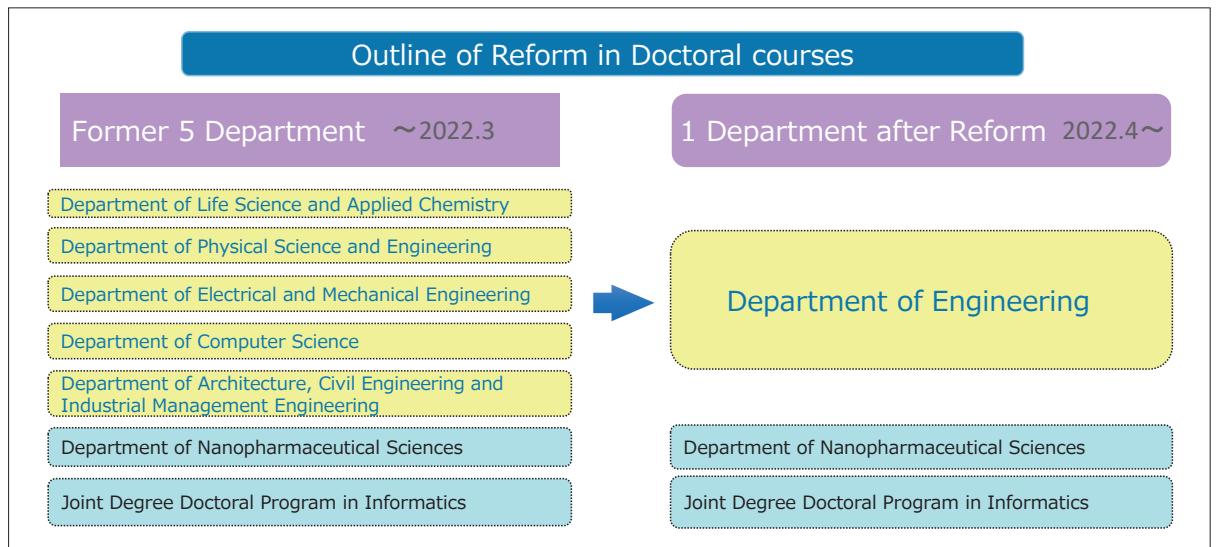 Outline of Reform in Doctoral courses
Former 5 Department ～2022.3
Department of Life Science and Applied Chemistry
Department of Physical Science and Engineering
Department of Electrical and Mechanical Engineering
Department of Computer Science
Department of Architecture, Civil Engineering and
Industrial Management Engineering
Department of Nanopharmaceutical Sciences
Joint Degree Doctoral Program in Informatics
1 Department after Reform 2022.4～
Department of Engineering
Department of Nanopharmaceutical Sciences
Joint Degree Doctoral Program in Informatics